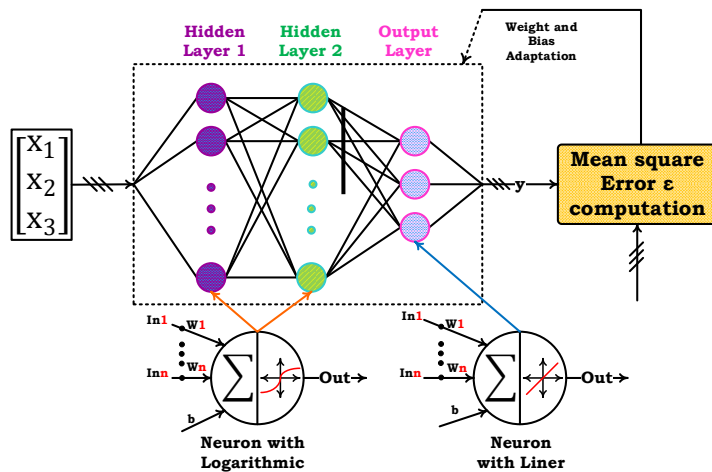 Hidden
Layer 1
Hidden
Layer 2
Output
Layer
Weight and
Bias
Adaptation
X1
X2
X3
y
Mean square
Error ε
computation
In1
W1
Inn
Wn
b
Σ
Out
Neuron with
Logarithmic
In1
W1
Inn
Wn
b
Σ
Out
Neuron
with Liner